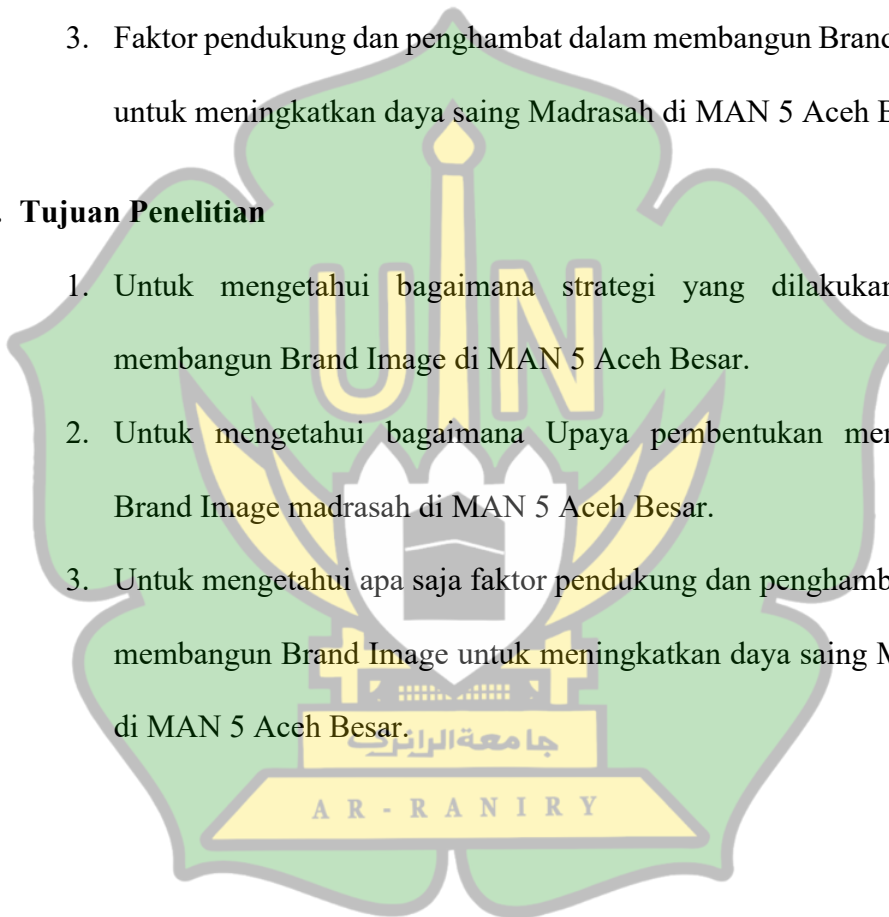 3. Faktor pendukung dan penghambat dalam membangun Brand
untuk meningkatkan daya saing Madrasah di MAN 5 Aceh B
. Tujuan Penelitian
1. Untuk mengetahui bagaimana strategi yang dilakukan
membangun Brand Image di MAN 5 Aceh Besar.
2. Untuk mengetahui bagaimana Upaya pembentukan mer
Brand Image madrasah di MAN 5 Aceh Besar.
3. Untuk mengetahui apa saja faktor pendukung dan penghamb
membangun Brand Image untuk meningkatkan daya saing M
di MAN 5 Aceh Besar.
UIN
جامعةالرانري
AR-RANIRY